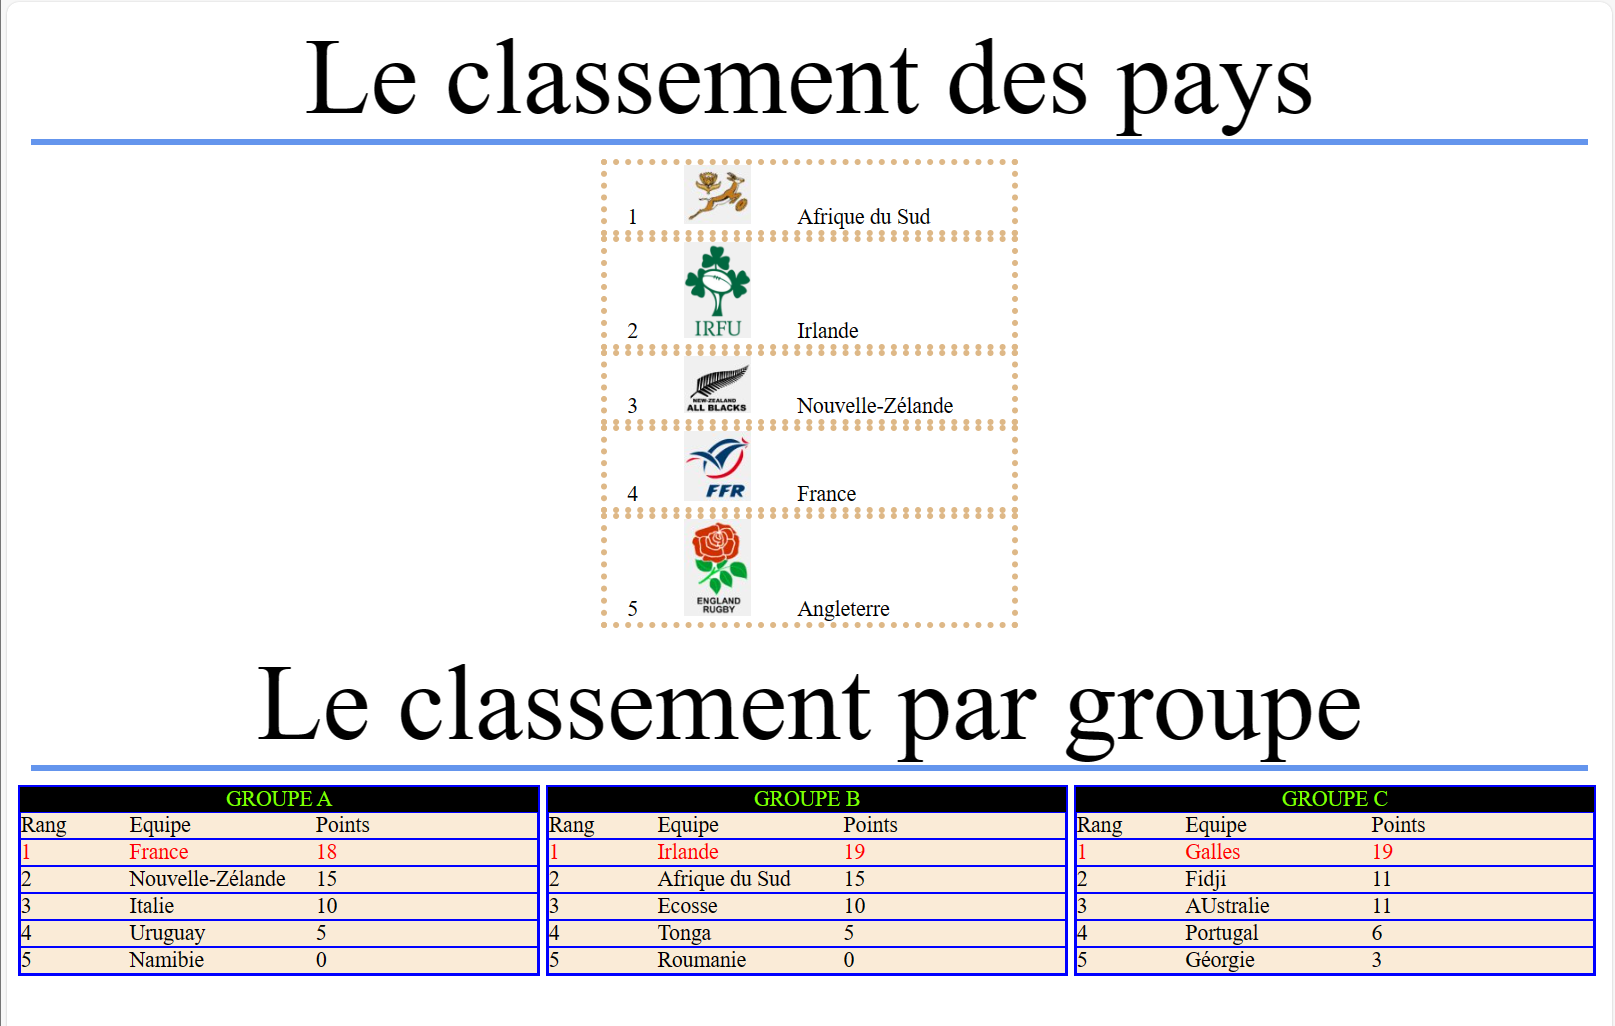 Le classement des pays
1 Afrique du Sud
IRFU
2 Irlande
NEW-ZEALAND
ALL BLACKS
3 Nouvelle-Zélande
FFR
4 France
ENGLAND
RUGBY
5 Angleterre
Le classement par groupe
GROUPE A
Rang Equipe Points
1 France 18
2 Nouvelle-Zélande 15
3 Italie 10
4 Uruguay 5
5 Namibie 0
GROUPE B
Rang Equipe Points
1 Irlande 19
2 Afrique du Sud 15
3 Ecosse 10
4 Tonga 5
5 Roumanie 0
GROUPE C
Rang Equipe Points
1 Galles 19
2 Fidji 11
3 AUstralie 11
4 Portugal 6
5 Géorgie 3